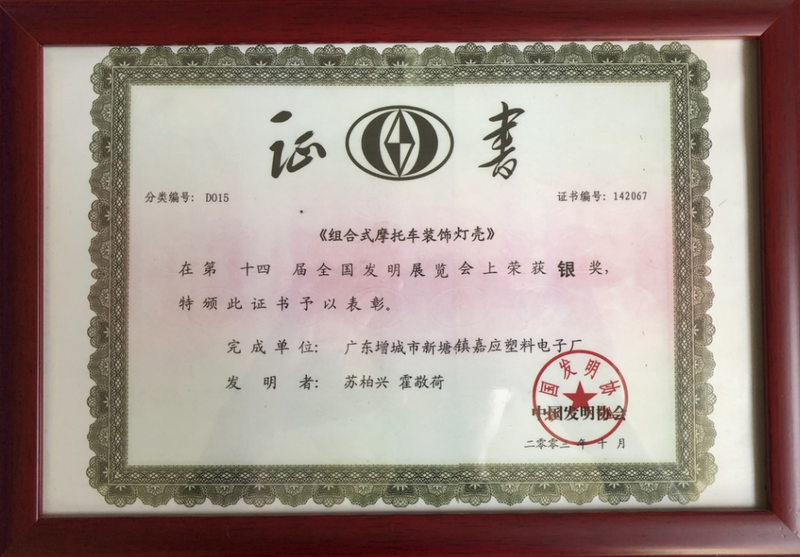 证书
分类编号: D015 证书编号: 142067
《组合式摩托车装饰灯壳》
在第十四届全国发明展览会上荣获银奖,
特颁此证书予以表彰。
完成单位: 广东增城市新塘镇嘉应塑料电子厂
发明者: 苏柏兴 霍敬荷
国发明协
中国发明协会
二〇〇三年十月